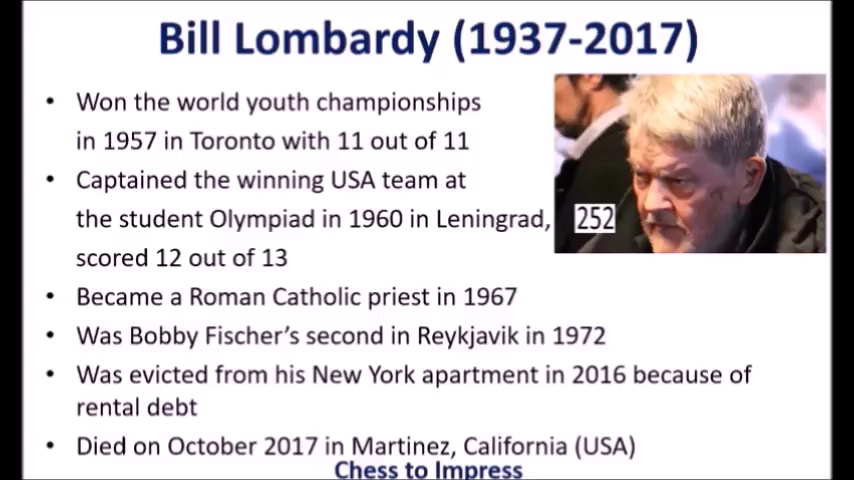 Bill Lombardy (1937-2017)
• Won the world youth championships
in 1957 in Toronto with 11 out of 11
• Captained the winning USA team at
the student Olympiad in 1960 in Leningrad,
scored 12 out of 13
252
• Became a Roman Catholic priest in 1967
• Was Bobby Fischer’s second in Reykjavik in 1972
• Was evicted from his New York apartment in 2016 because of
rental debt
• Died on October 2017 in Martinez, California (USA)
Chess to Impress